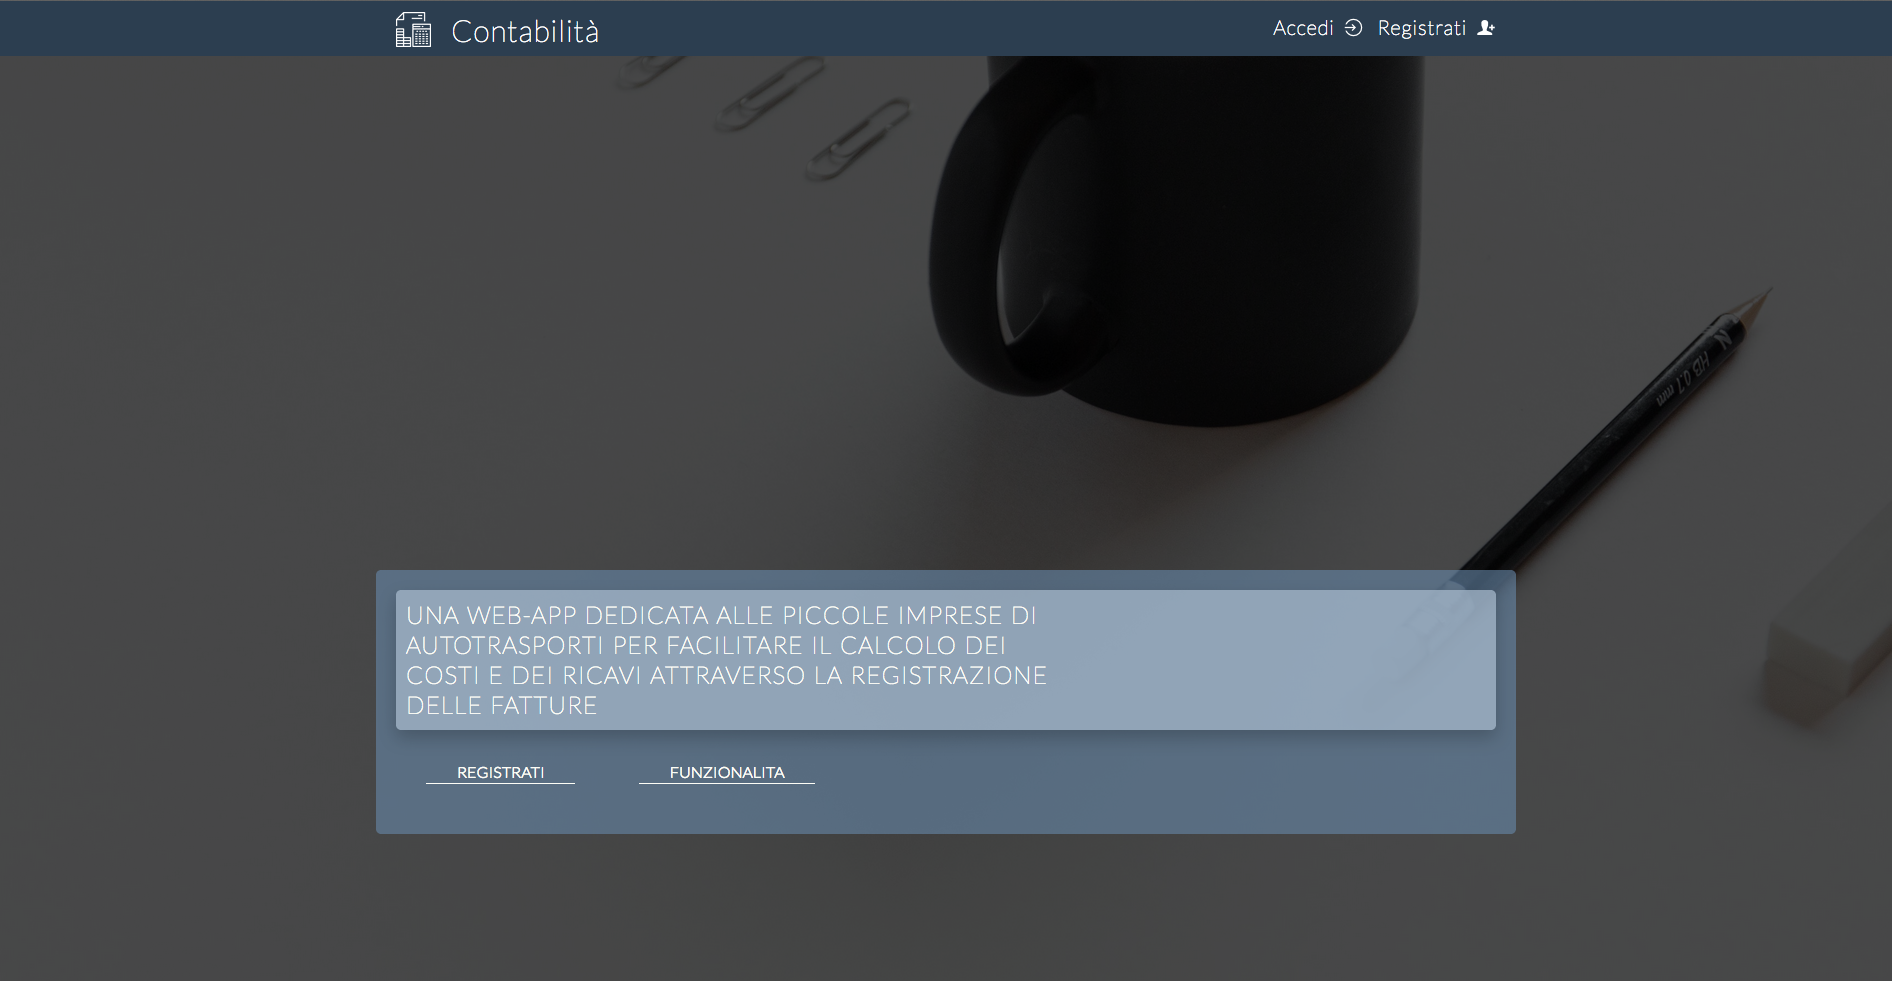 Contabilità
Accedi
Registrati
N
HB 0.7 mm
UNA WEB-APP DEDICATA ALLE PICCOLE IMPRESE DI
AUTOTRASPORTI PER FACILITARE IL CALCOLO DEI
COSTI E DEI RICAVI ATTRAVERSO LA REGISTRAZIONE
DELLE FATTURE
REGISTRATI
FUNZIONALITA